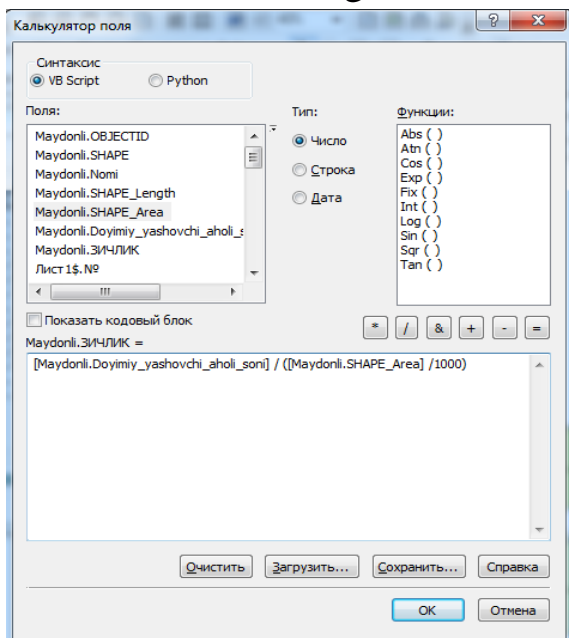 Калькулятор поля
Синтаксис
VB Script Python
Поля:
Maydonli.OBJECTID
Maydonli.SHAPE
Maydonli.Nomi
Maydonli.SHAPE_Length
Maydonli.SHAPE_Area
Maydonli.Doyimiy_yashovchi_aholi_s
Maydonli.ЗИЧЛИК
Лист1$.№
Тип:
Число
Строка
Дата
Функции:
Abs ( )
Atn ( )
Cos ( )
Exp ( )
Fix ( )
Int ( )
Log ( )
Sin ( )
Sqr ( )
Tan ( )
Показать кодовый блок
* / & + - =
Maydonli.ЗИЧЛИК =
[Maydonli.Doyimiy_yashovchi_aholi_soni] / ([Maydonli.SHAPE_Area] /1000)
Очистить Загрузить... Сохранить... Справка
OK Отмена